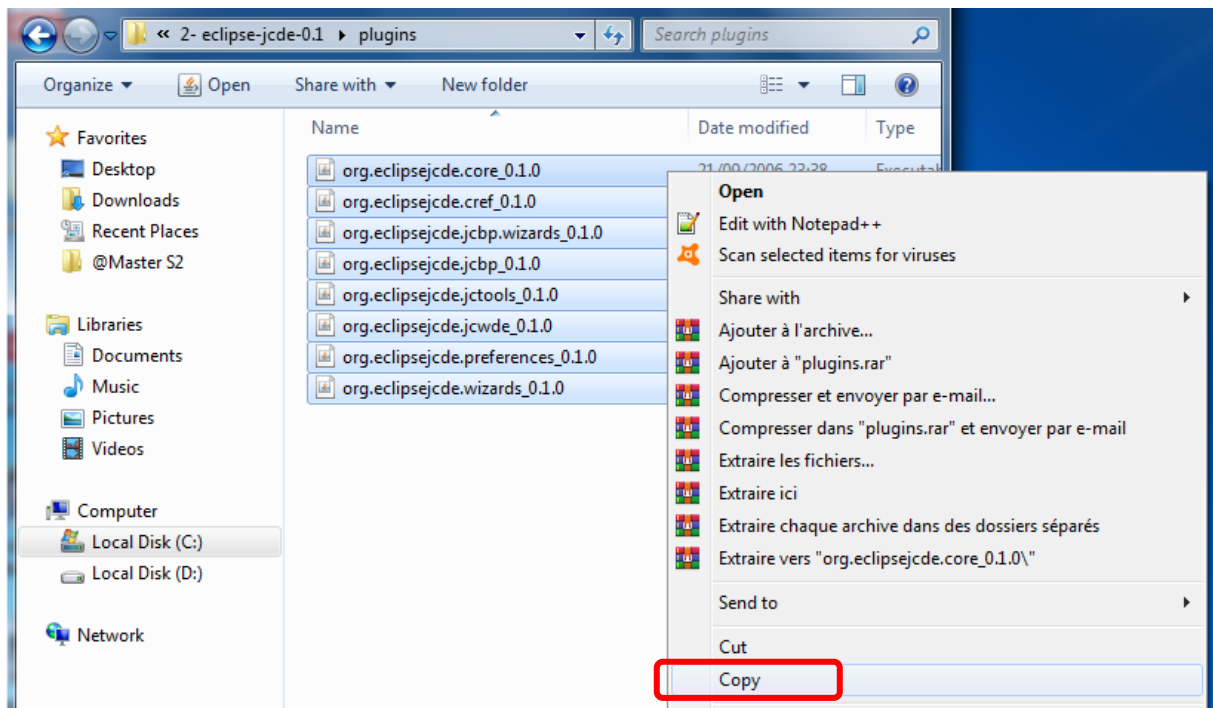 « 2- eclipse-jcde-0.1 ▸ plugins
Search plugins
Organize
Open
Share with
New folder
Favorites
Desktop
Downloads
Recent Places
@Master S2
Libraries
Documents
Music
Pictures
Videos
Computer
Local Disk (C:)
Local Disk (D:)
Network
Name Date modified Type
org.eclipsejcde.core_0.1.0 21/09/2006 23:38 Executab
org.eclipsejcde.cref_0.1.0
org.eclipsejcde.jcbp.wizards_0.1.0
org.eclipsejcde.jcbp_0.1.0
org.eclipsejcde.jctools_0.1.0
org.eclipsejcde.jcwde_0.1.0
org.eclipsejcde.preferences_0.1.0
org.eclipsejcde.wizards_0.1.0
Open
Edit with Notepad++
Scan selected items for viruses
Share with
Ajouter à l'archive...
Ajouter à "plugins.rar"
Compresser et envoyer par e-mail...
Compresser dans "plugins.rar" et envoyer par e-mail
Extraire les fichiers...
Extraire ici
Extraire chaque archive dans des dossiers séparés
Extraire vers "org.eclipsejcde.core_0.1.0\"
Send to
Cut
Copy